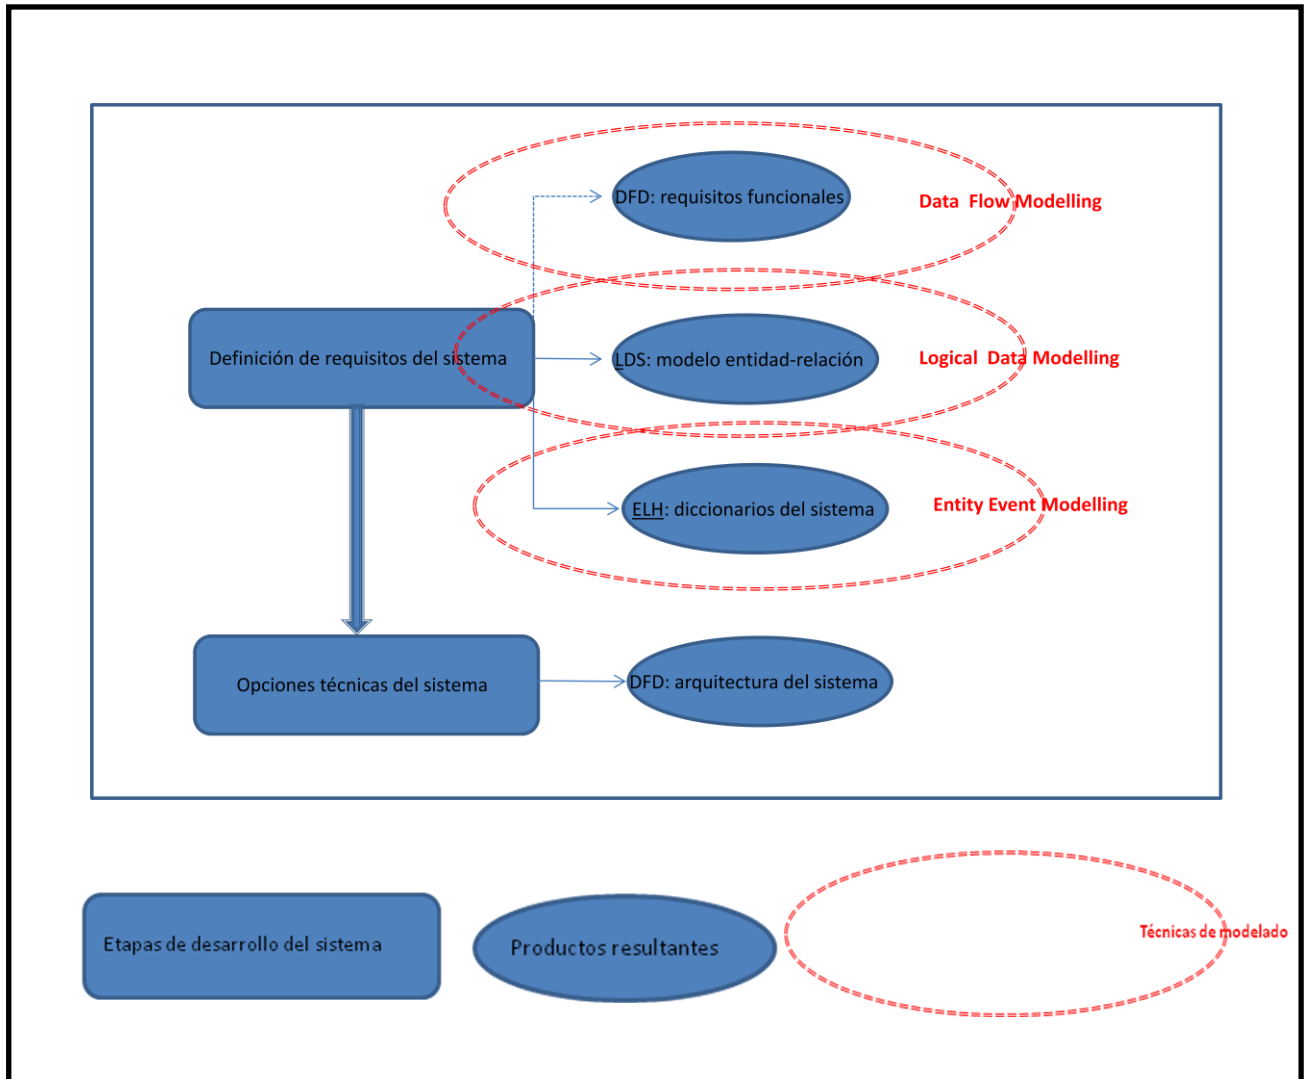 DFD: requisitos funcionales
Data Flow Modelling
Definición de requisitos del sistema
LDS: modelo entidad-relación
Logical Data Modelling
ELH: diccionarios del sistema
Entity Event Modelling
Opciones técnicas del sistema
DFD: arquitectura del sistema
Etapas de desarrollo del sistema
Productos resultantes
Técnicas de modelado